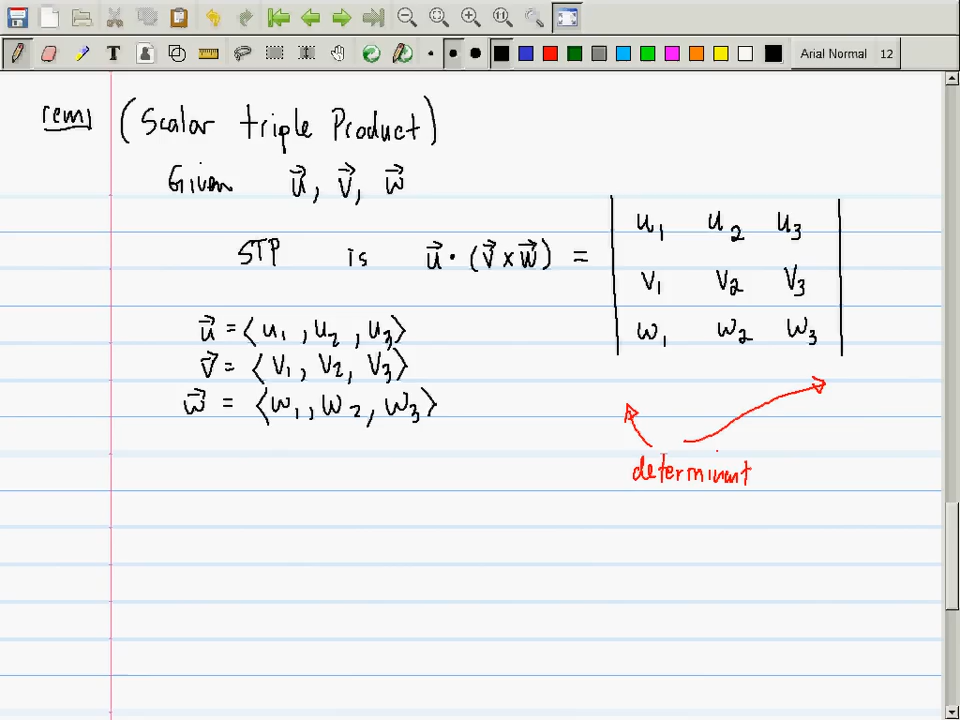 Arial Normal 12
rem) (Scalar triple Product)
Given u⃗, v⃗, w⃗
STP is u⃗ · (v⃗ × w⃗) = | u₁ u₂ u₃ |
| v₁ v₂ v₃ |
| w₁ w₂ w₃ |
u⃗ = ⟨u₁, u₂, u₃⟩
v⃗ = ⟨v₁, v₂, v₃⟩
w⃗ = ⟨w₁, w₂, w₃⟩
determinant